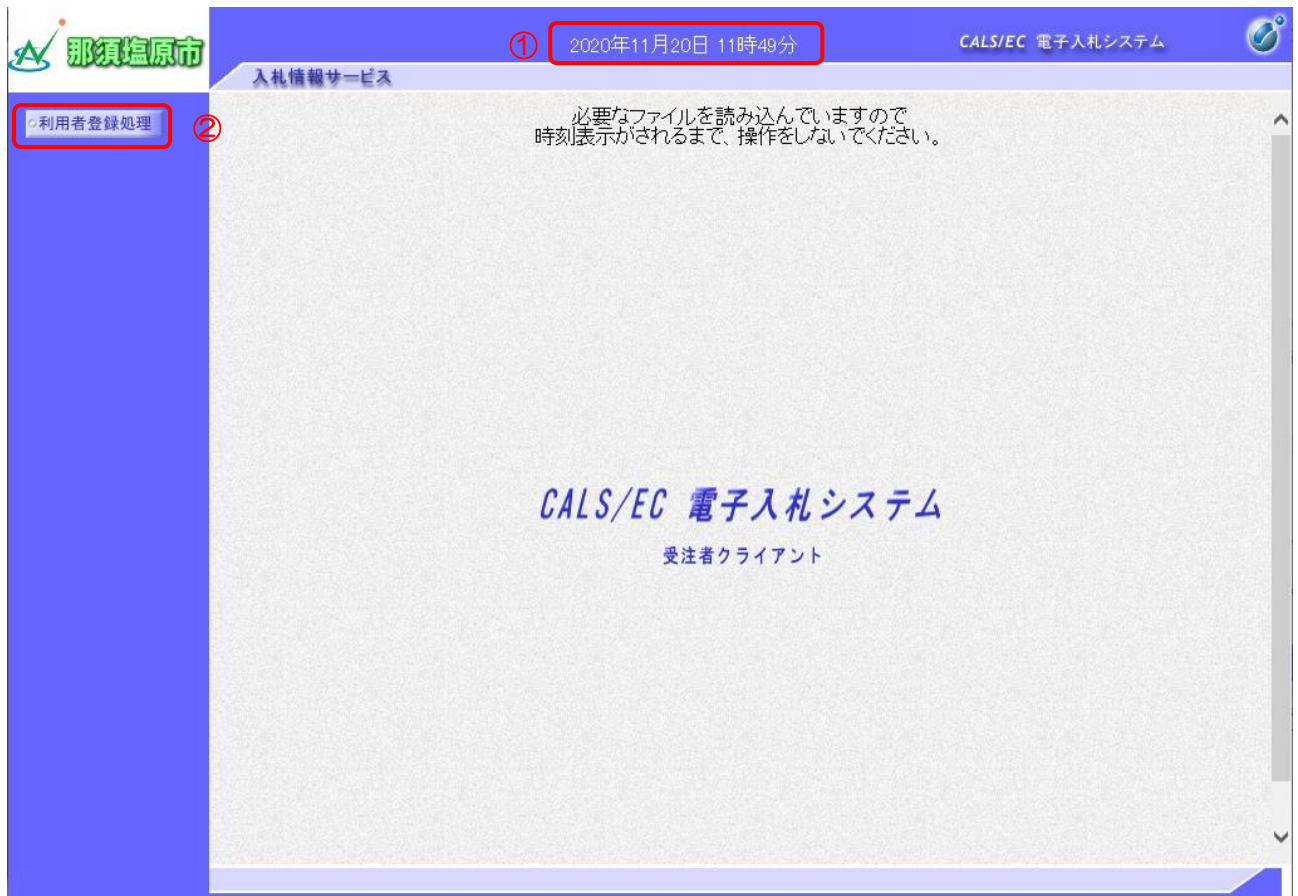 那須塩原市
① 2020年11月20日 11時49分
CALS/EC 電子入札システム
入札情報サービス
利用者登録処理 ②
必要なファイルを読み込んでいますので
時刻表示がされるまで、操作をしないでください。
CALS/EC 電子入札システム
受注者クライアント